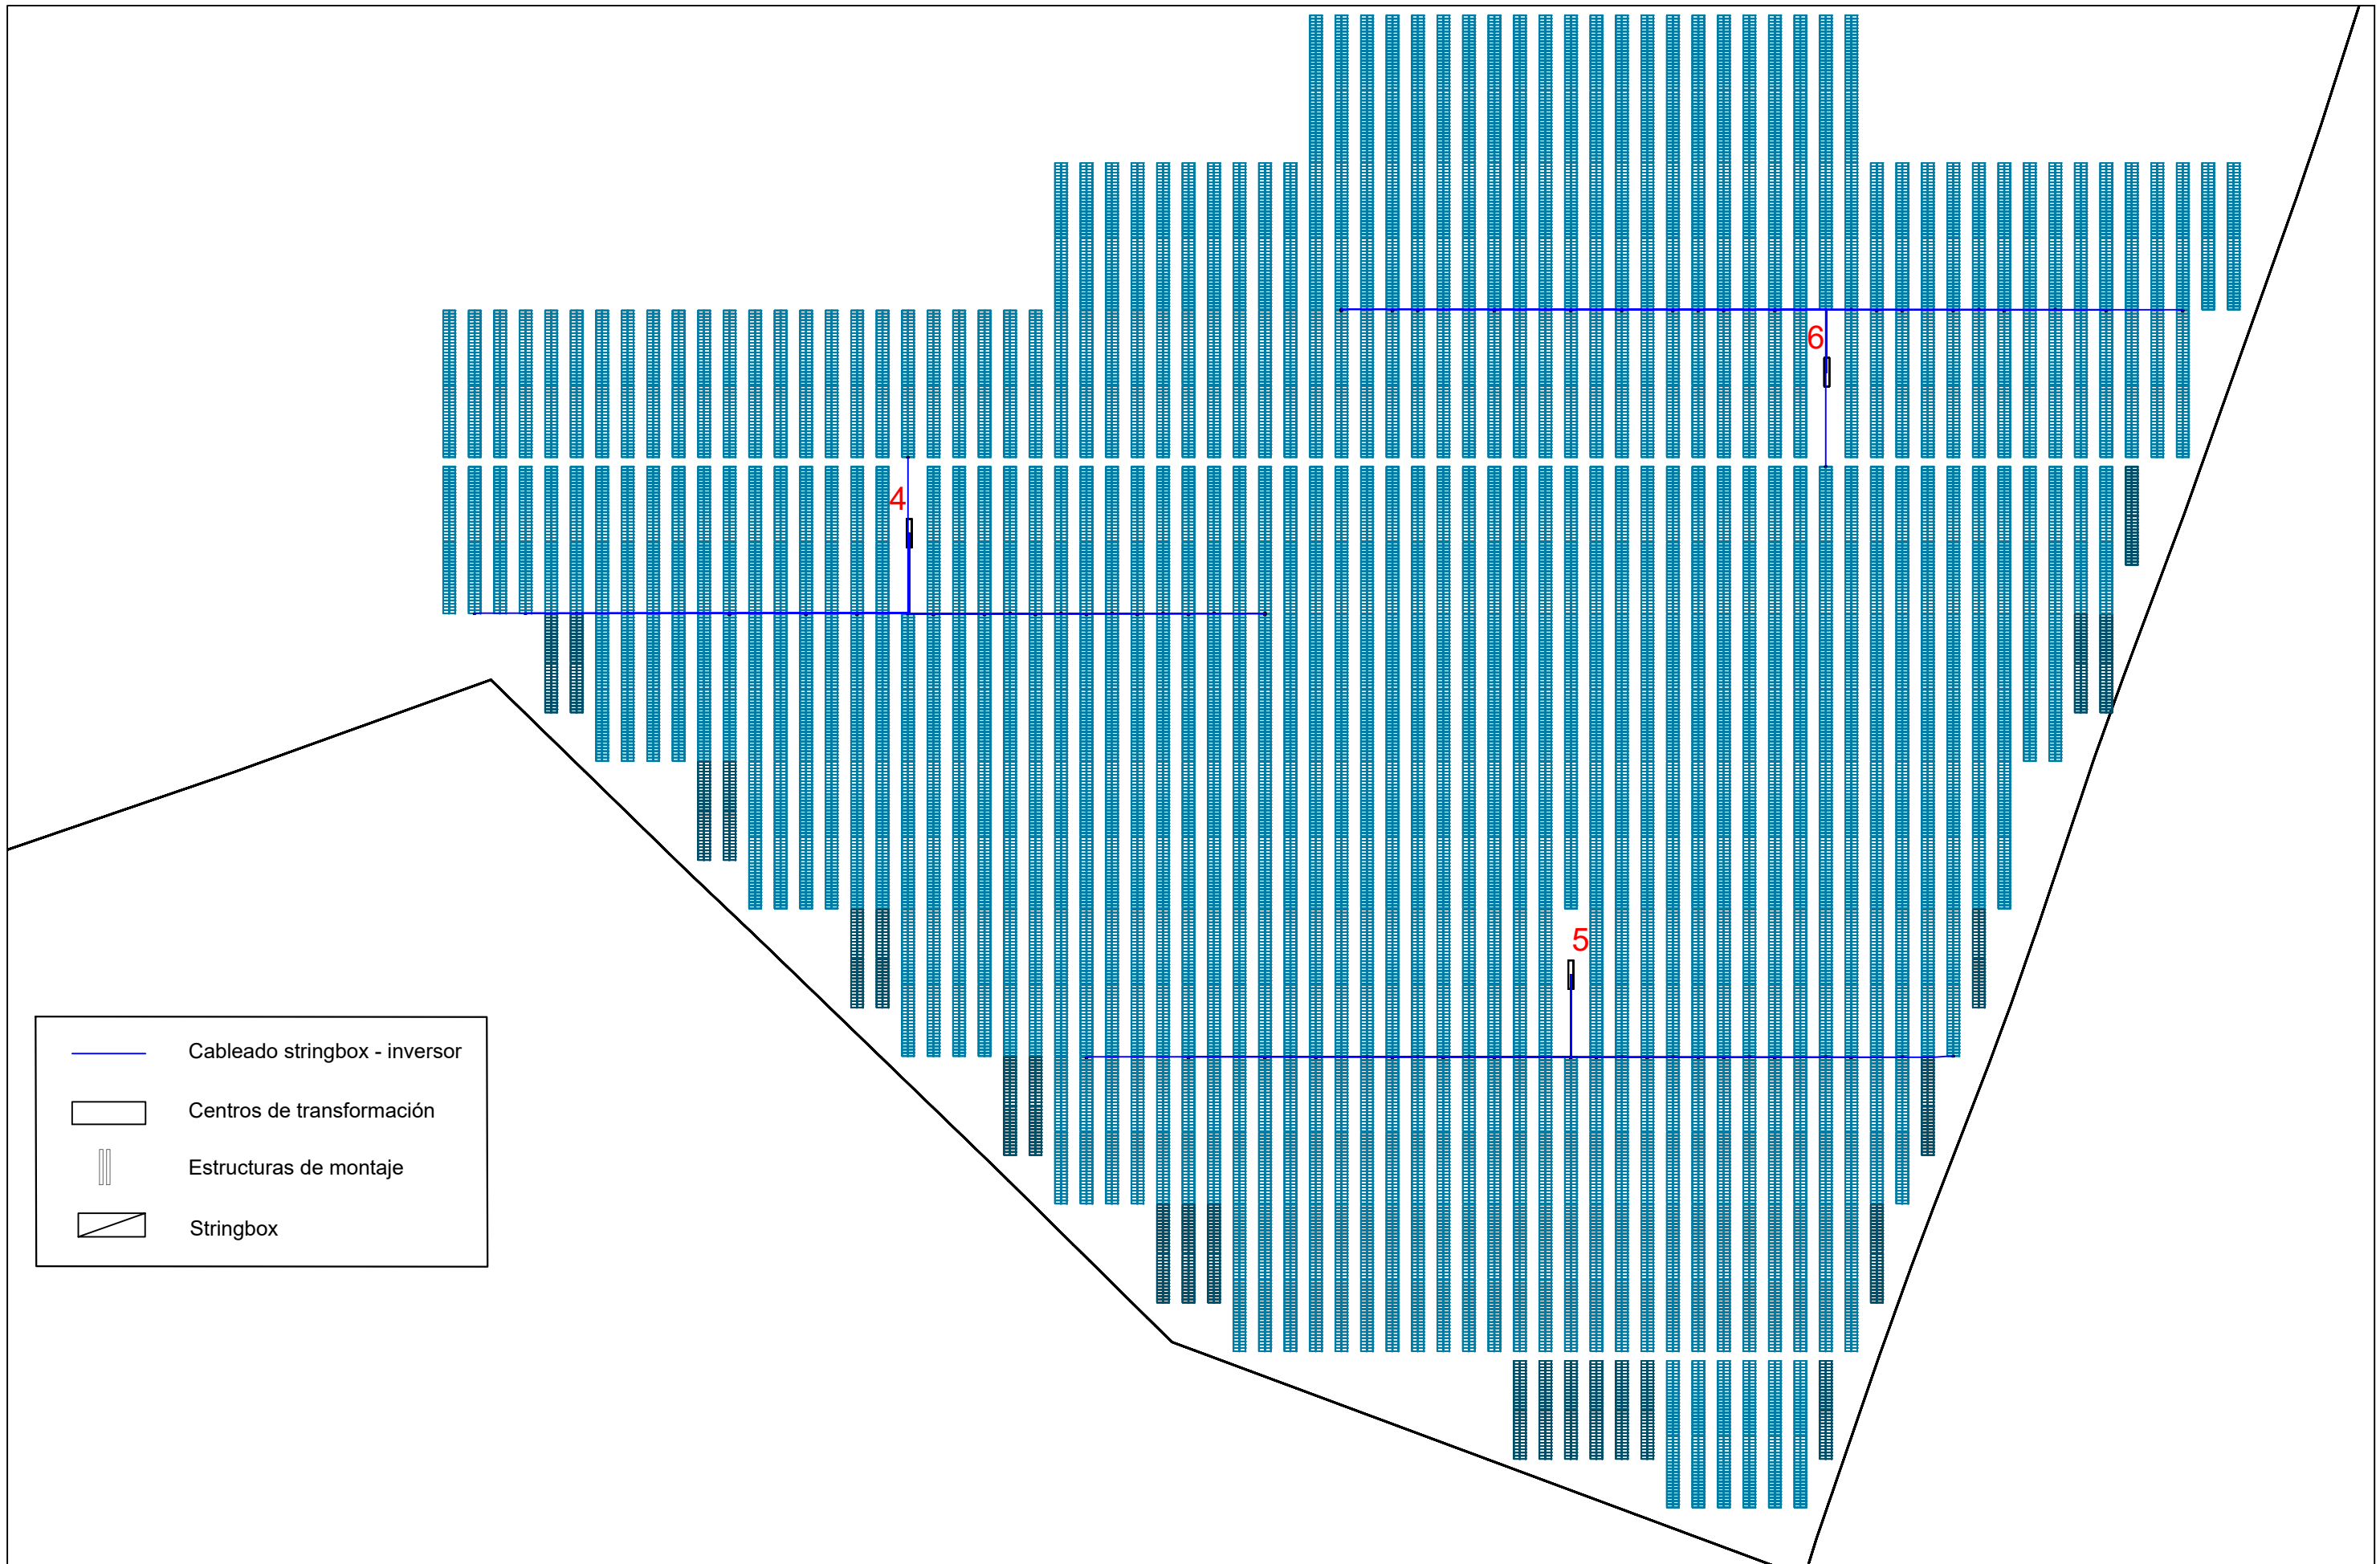 6
4
5
Cableado stringbox - inversor
Centros de transformación
Estructuras de montaje
Stringbox